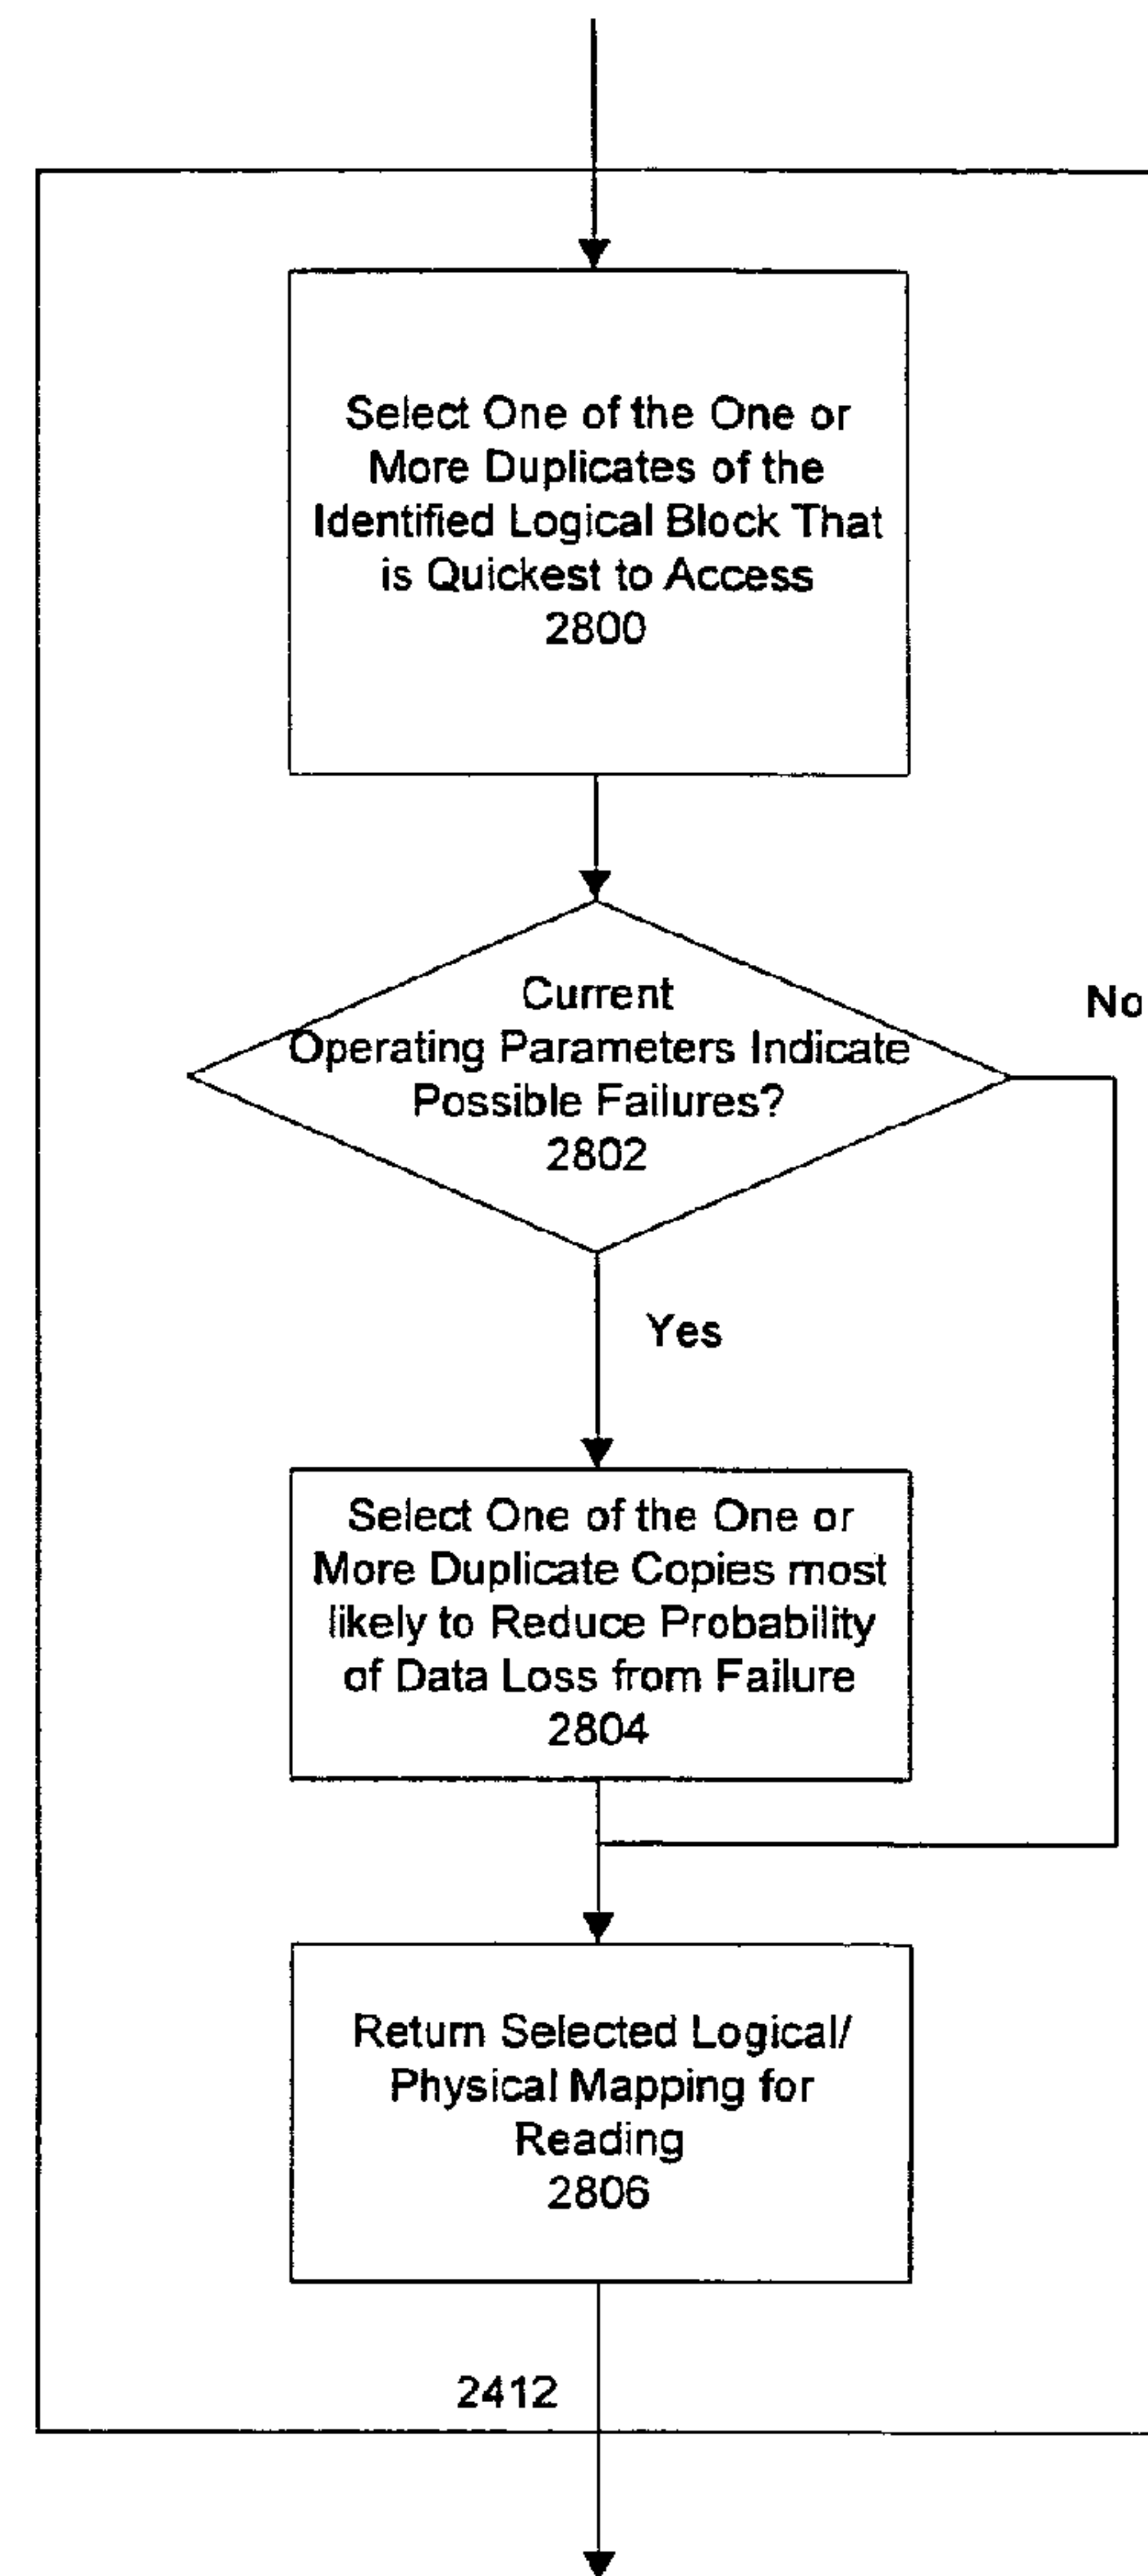 Select One of the One or
More Duplicates of the
Identified Logical Block That
is Quickest to Access
2800
Current
Operating Parameters Indicate
Possible Failures?
2802
No
Yes
Select One of the One or
More Duplicate Copies most
likely to Reduce Probability
of Data Loss from Failure
2804
Return Selected Logical/
Physical Mapping for
Reading
2806
2412